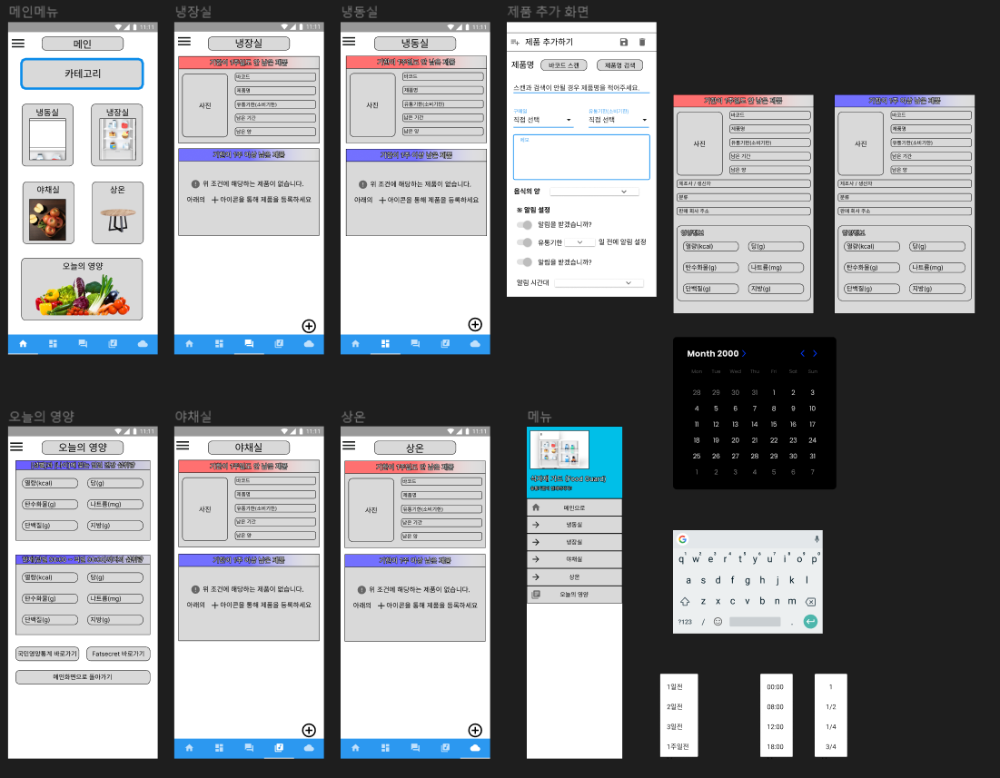 메인메뉴
11:11
메인
카테고리
냉동실
냉장실
야채실
상온
오늘의 영양
냉장실
11:11
냉장실
기한이 1주일도 안 남은 제품
사진
바코드
제품명
유통기한(소비기한)
남은 기간
남은 양
기한이 1주 이상 남은 제품
위 조건에 해당하는 제품이 없습니다.
아래의 + 아이콘을 통해 제품을 등록하세요
냉동실
11:11
냉동실
기한이 1주일도 안 남은 제품
사진
바코드
제품명
유통기한(소비기한)
남은 기간
남은 양
기한이 1주 이상 남은 제품
위 조건에 해당하는 제품이 없습니다.
아래의 + 아이콘을 통해 제품을 등록하세요
제품 추가 화면
제품 추가하기
제품명
바코드 스캔
제품명 검색
스캔과 검색이 안될 경우 제품명을 적어주세요.
구매일
유통기한(소비기한)
직접 선택
직접 선택
메모
음식의 양
※ 알림 설정
알림을 받겠습니까?
유통기한
일 전에 알림 설정
알림을 받겠습니까?
알림 시간대
기한이 1주일도 안 남은 제품
사진
바코드
제품명
유통기한(소비기한)
남은 기간
남은 양
제조사 / 생산자
분류
판매 회사 주소
영양정보
열량(kcal)
당(g)
탄수화물(g)
나트륨(mg)
단백질(g)
지방(g)
기한이 1주 이상 남은 제품
사진
바코드
제품명
유통기한(소비기한)
남은 기간
남은 양
제조사 / 생산자
분류
판매 회사 주소
영양정보
열량(kcal)
당(g)
탄수화물(g)
나트륨(mg)
단백질(g)
지방(g)
Month 2000
Mon Tue Wed Thu Fri Sat Sun
28 29 30 31 1 2 3
4 5 6 7 8 9 10
11 12 13 14 15 16 17
18 19 20 21 22 23 24
25 26 27 28 29 30 31
1 2 3 4 5 6 7
오늘의 영양
11:11
오늘의 영양
열량(kcal)
당(g)
탄수화물(g)
나트륨(mg)
단백질(g)
지방(g)
열량(kcal)
당(g)
탄수화물(g)
나트륨(mg)
단백질(g)
지방(g)
국민영양통계 바로가기
Fatsecret 바로가기
메인화면으로 돌아가기
야채실
11:11
야채실
기한이 1주일도 안 남은 제품
사진
바코드
제품명
유통기한(소비기한)
남은 기간
남은 양
기한이 1주 이상 남은 제품
위 조건에 해당하는 제품이 없습니다.
아래의 + 아이콘을 통해 제품을 등록하세요
상온
11:11
상온
기한이 1주일도 안 남은 제품
사진
바코드
제품명
유통기한(소비기한)
남은 기간
남은 양
기한이 1주 이상 남은 제품
위 조건에 해당하는 제품이 없습니다.
아래의 + 아이콘을 통해 제품을 등록하세요
메뉴
(Food Guard)
메인으로
냉동실
냉장실
야채실
상온
오늘의 영양
1 2 3 4 5 6 7 8 9 0
q w e r t y u i o p
a s d f g h j k l
z x c v b n m
?123 / .
1일전
2일전
3일전
1주일전
00:00
08:00
12:00
18:00
1
1/2
1/4
3/4